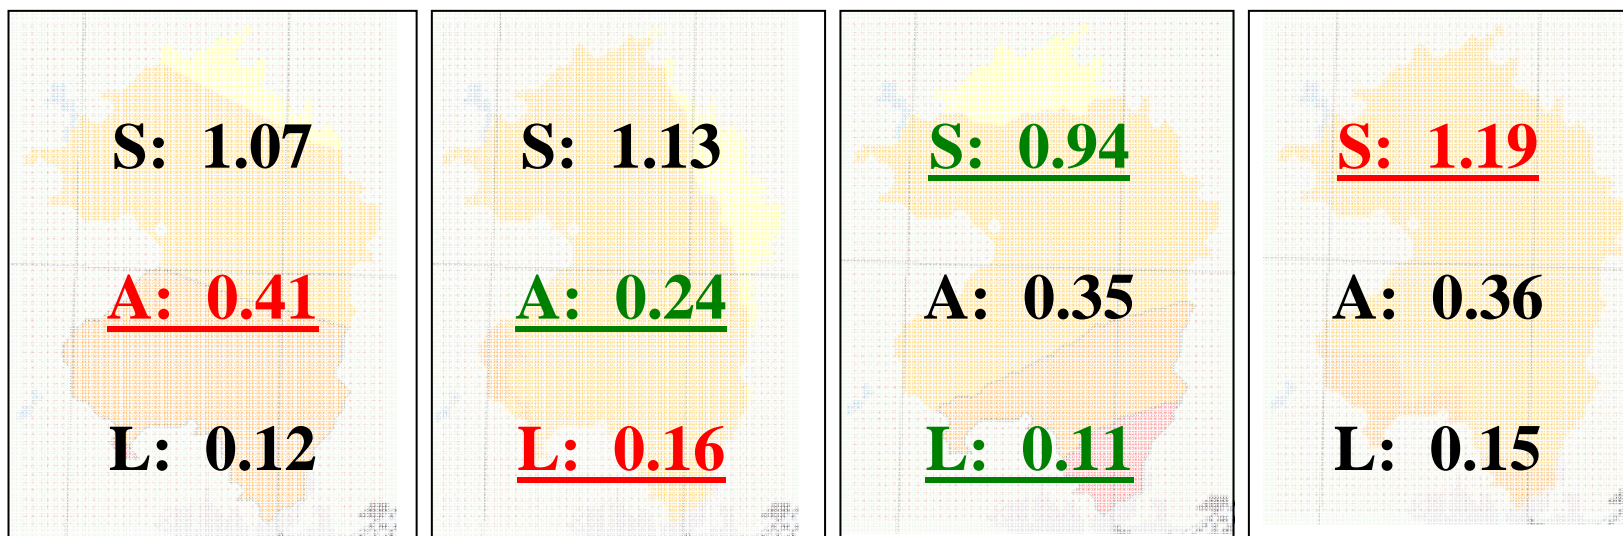 S: 1.07
A: 0.41
L: 0.12
S: 1.13
A: 0.24
L: 0.16
S: 0.94
A: 0.35
L: 0.11
S: 1.19
A: 0.36
L: 0.15